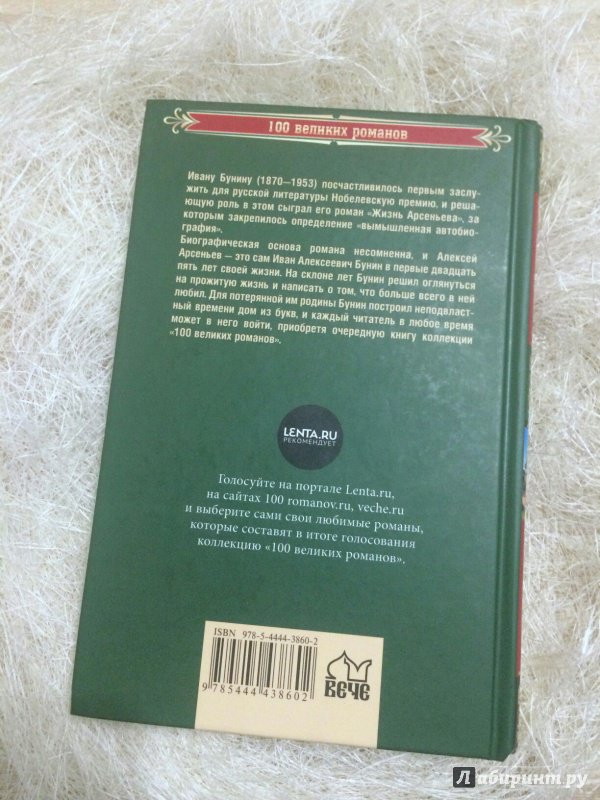 100 великих романов
Ивану Бунину (1870—1953) посчастливилось первым заслу-
жить для русской литературы Нобелевскую премию, и реша-
ющую роль в этом сыграл его роман «Жизнь Арсеньева», за
которым закрепилось определение «вымышленная автобио-
графия».
Биографическая основа романа несомненна, и Алексей
Арсеньев — это сам Иван Алексеевич Бунин в первые двадцать
пять лет своей жизни. На склоне лет Бунин решил оглянуться
на прожитую жизнь и написать о том, что больше всего в ней
любил. Для потерянной им родины Бунин построил неподвласт-
ный времени дом из букв, и каждый читатель в любое время
может в него войти, приобретя очередную книгу коллекции
«100 великих романов».
LENTA.RU
РЕКОМЕНДУЕТ
Голосуйте на портале Lenta.ru,
на сайтах 100 romanov.ru, veche.ru
и выберите сами свои любимые романы,
которые составят в итоге голосования
коллекцию «100 великих романов».
ISBN 978-5-4444-3860-2
9 785444 438602
ВЕЧЕ
Лабиринт.ру